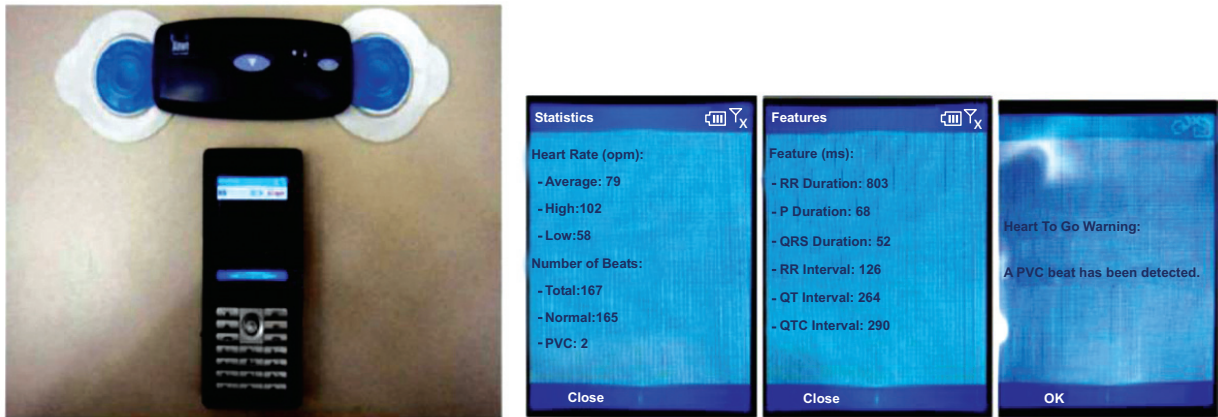 Statistics
Heart Rate (opm):
- Average: 79
- High:102
- Low:58
Number of Beats:
- Total:167
- Normal:165
- PVC: 2
Close
Features
Feature (ms):
- RR Duration: 803
- P Duration: 68
- QRS Duration: 52
- RR Interval: 126
- QT Interval: 264
- QTC Interval: 290
Close
Heart To Go Warning:
A PVC beat has been detected.
OK